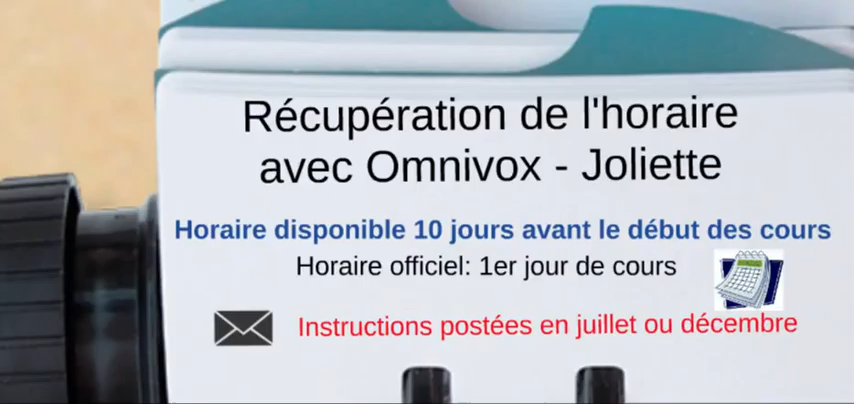 Récupération de l'horaire
avec Omnivox - Joliette
Horaire disponible 10 jours avant le début des cours
Horaire officiel: 1er jour de cours
Instructions postées en juillet ou décembre